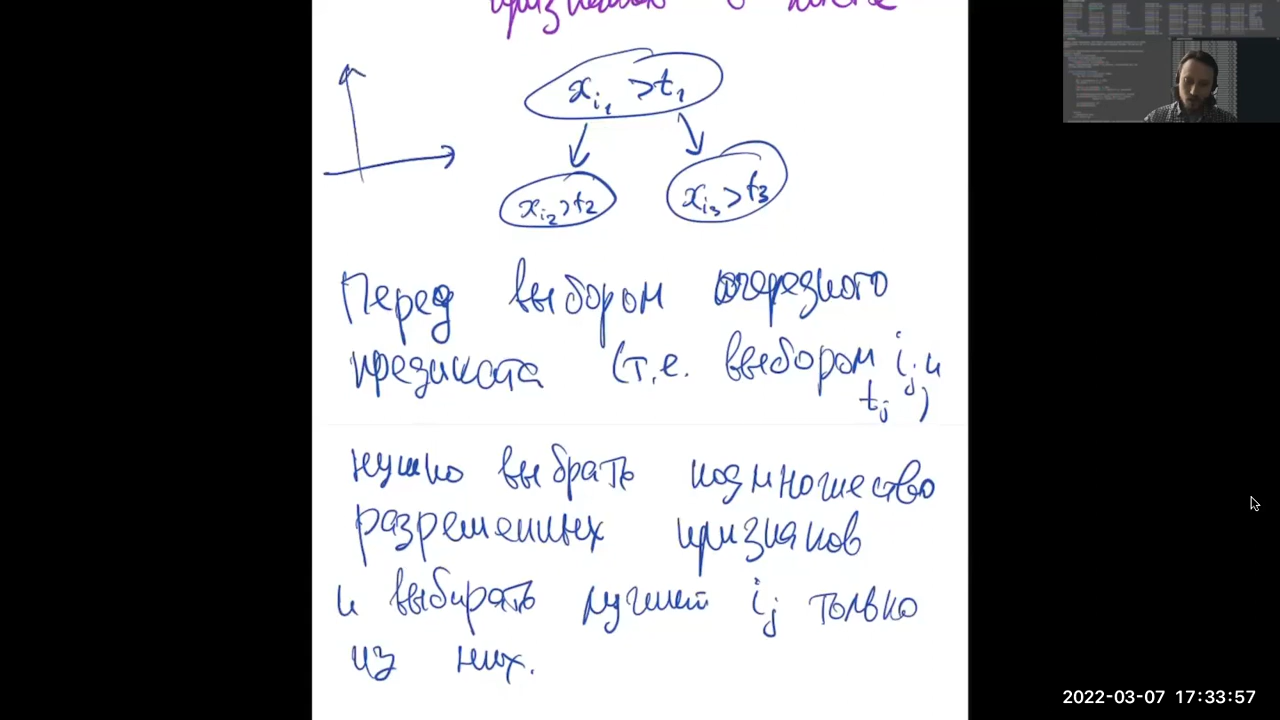 признаков в
x_{i_1} > t_1
x_{i_2} > t_2
x_{i_3} > t_3
Перед выбором очередного
предиката (т.е. выбором i_j и
t_j)
нужно выбрать подмножество
разрешенных признаков
и выбирать лучший i_j только
из них.
2022-03-07 17:33:57